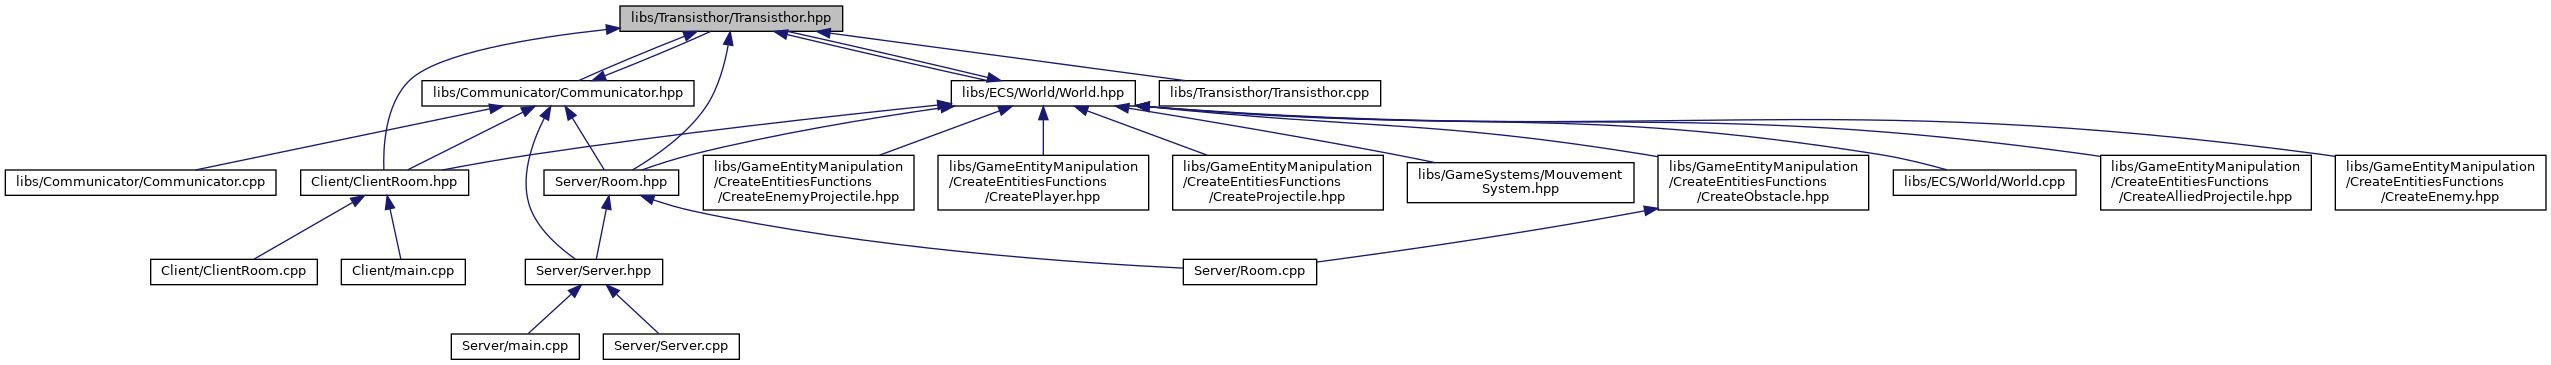 libs/Transisthor/Transisthor.hpp
libs/Communicator/Communicator.hpp
libs/ECS/World/World.hpp
libs/Transisthor/Transisthor.cpp
libs/Communicator/Communicator.cpp
Client/ClientRoom.hpp
Server/Room.hpp
libs/GameEntityManipulation
/CreateEntitiesFunctions
/CreateEnemyProjectile.hpp
libs/GameEntityManipulation
/CreateEntitiesFunctions
/CreatePlayer.hpp
libs/GameEntityManipulation
/CreateEntitiesFunctions
/CreateProjectile.hpp
libs/GameSystems/Mouvement
System.hpp
libs/GameEntityManipulation
/CreateEntitiesFunctions
/CreateObstacle.hpp
libs/ECS/World/World.cpp
libs/GameEntityManipulation
/CreateEntitiesFunctions
/CreateAlliedProjectile.hpp
libs/GameEntityManipulation
/CreateEntitiesFunctions
/CreateEnemy.hpp
Client/ClientRoom.cpp
Client/main.cpp
Server/Server.hpp
Server/Room.cpp
Server/main.cpp
Server/Server.cpp